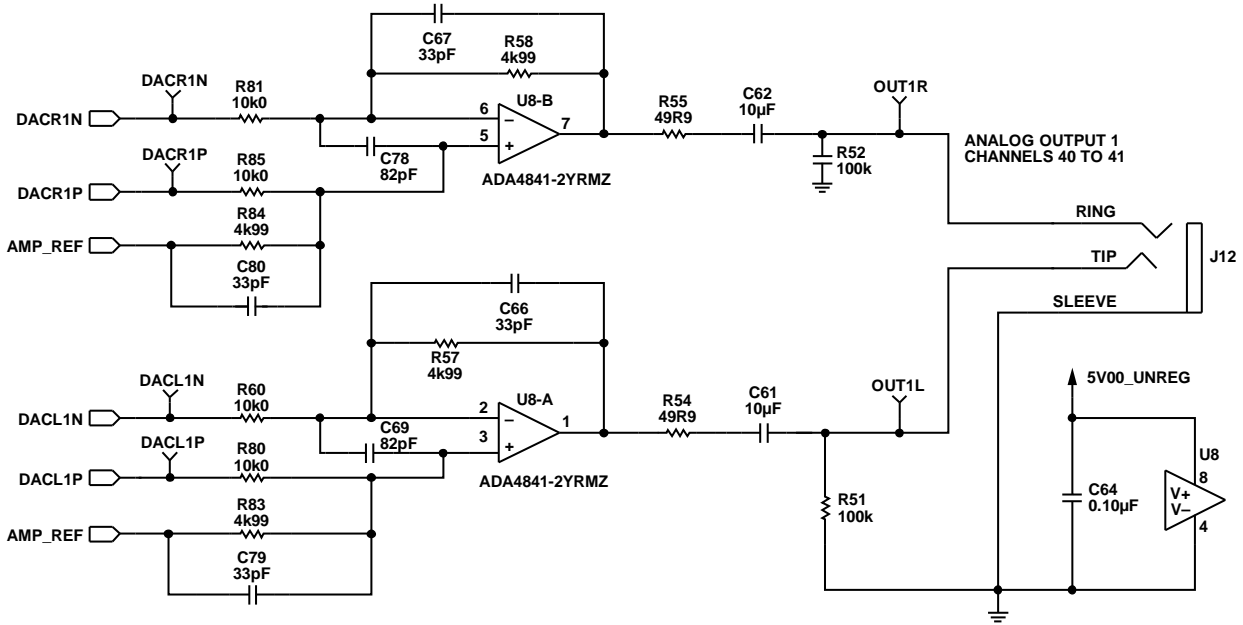 C67
33pF
R58
4k99
DACR1N
R81
10k0
DACR1N
6
–
5
+
U8-B
7
C78
82pF
ADA4841-2YRMZ
R55
49R9
C62
10µF
OUT1R
R52
100k
ANALOG OUTPUT 1
CHANNELS 40 TO 41
DACR1P
R85
10k0
DACR1P
R84
4k99
AMP_REF
C80
33pF
RING
TIP
J12
SLEEVE
C66
33pF
R57
4k99
DACL1N
R60
10k0
DACL1N
2
–
3
+
U8-A
1
C69
82pF
ADA4841-2YRMZ
R54
49R9
C61
10µF
OUT1L
R51
100k
DACL1P
R80
10k0
DACL1P
R83
4k99
AMP_REF
C79
33pF
5V00_UNREG
C64
0.10µF
U8
8
V+
V–
4